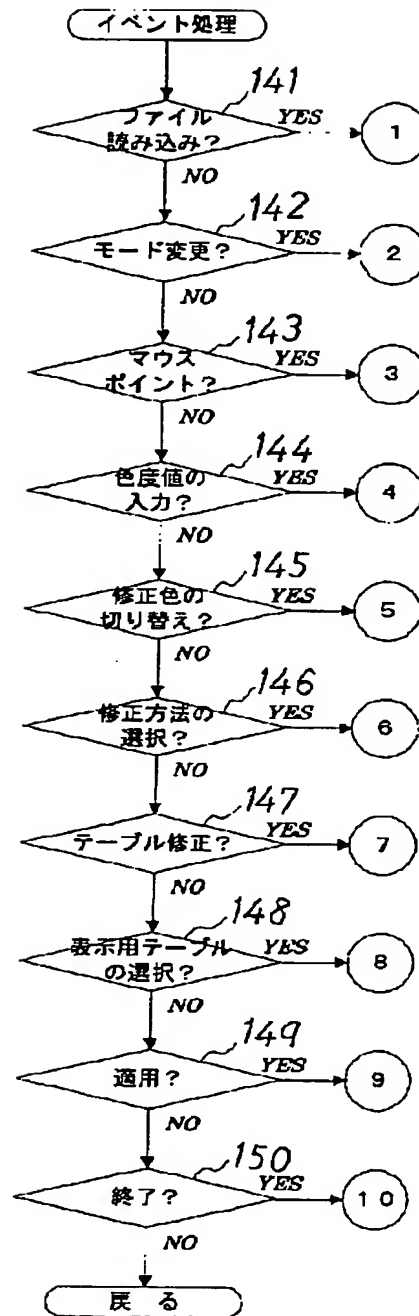 イベント処理
141
ファイル
読み込み?
YES
1
NO
142
モード変更?
YES
2
NO
143
マウス
ポイント?
YES
3
NO
144
色度値の
入力?
YES
4
NO
145
修正色の
切り替え?
YES
5
NO
146
修正方法の
選択?
YES
6
NO
147
テーブル修正?
YES
7
NO
148
表示用テーブル
の選択?
YES
8
NO
149
適用?
YES
9
NO
150
終了?
YES
10
NO
戻る